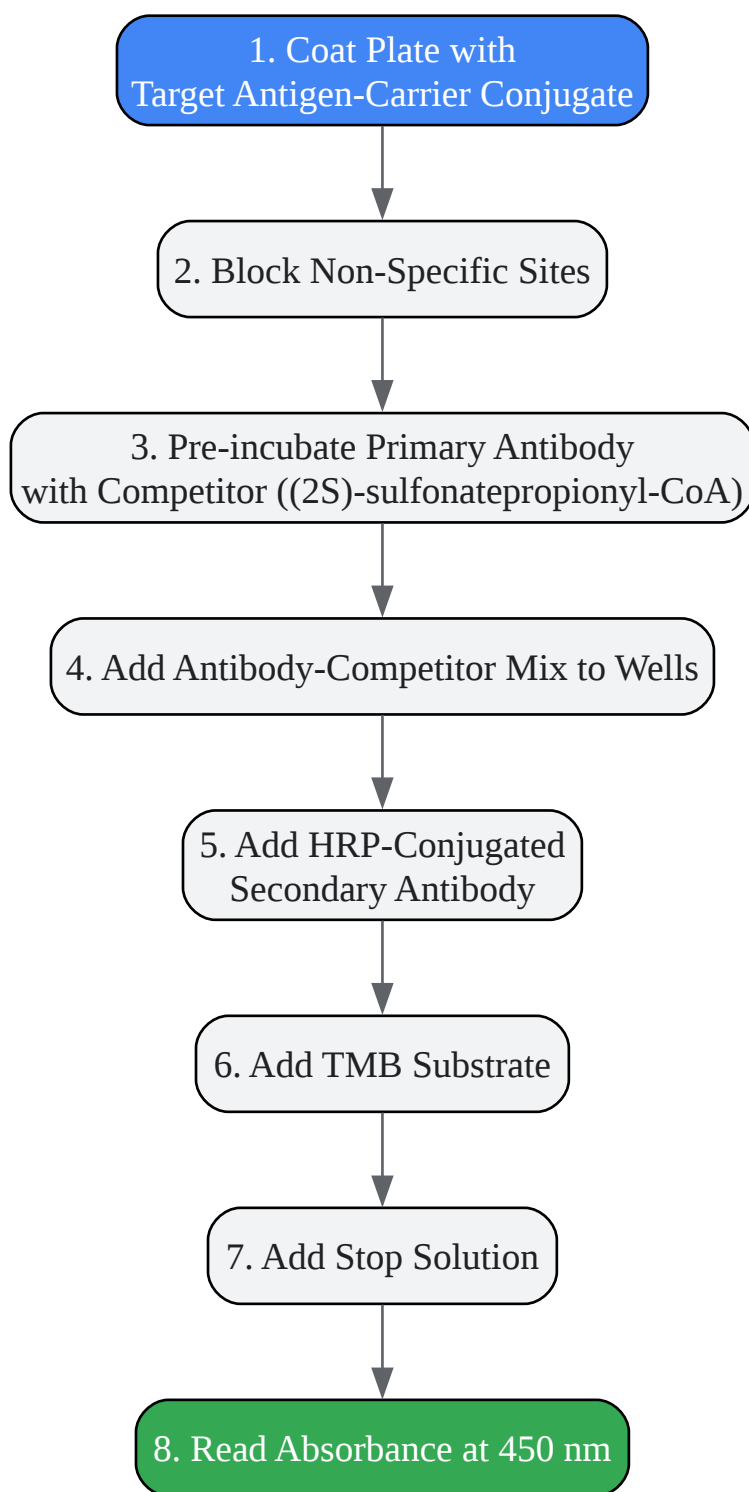 1. Coat Plate with
Target Antigen-Carrier Conjugate
2. Block Non-Specific Sites
3. Pre-incubate Primary Antibody
with Competitor ((2S)-sulfonatepropionyl-CoA)
4. Add Antibody-Competitor Mix to Wells
5. Add HRP-Conjugated
Secondary Antibody
6. Add TMB Substrate
7. Add Stop Solution
8. Read Absorbance at 450 nm